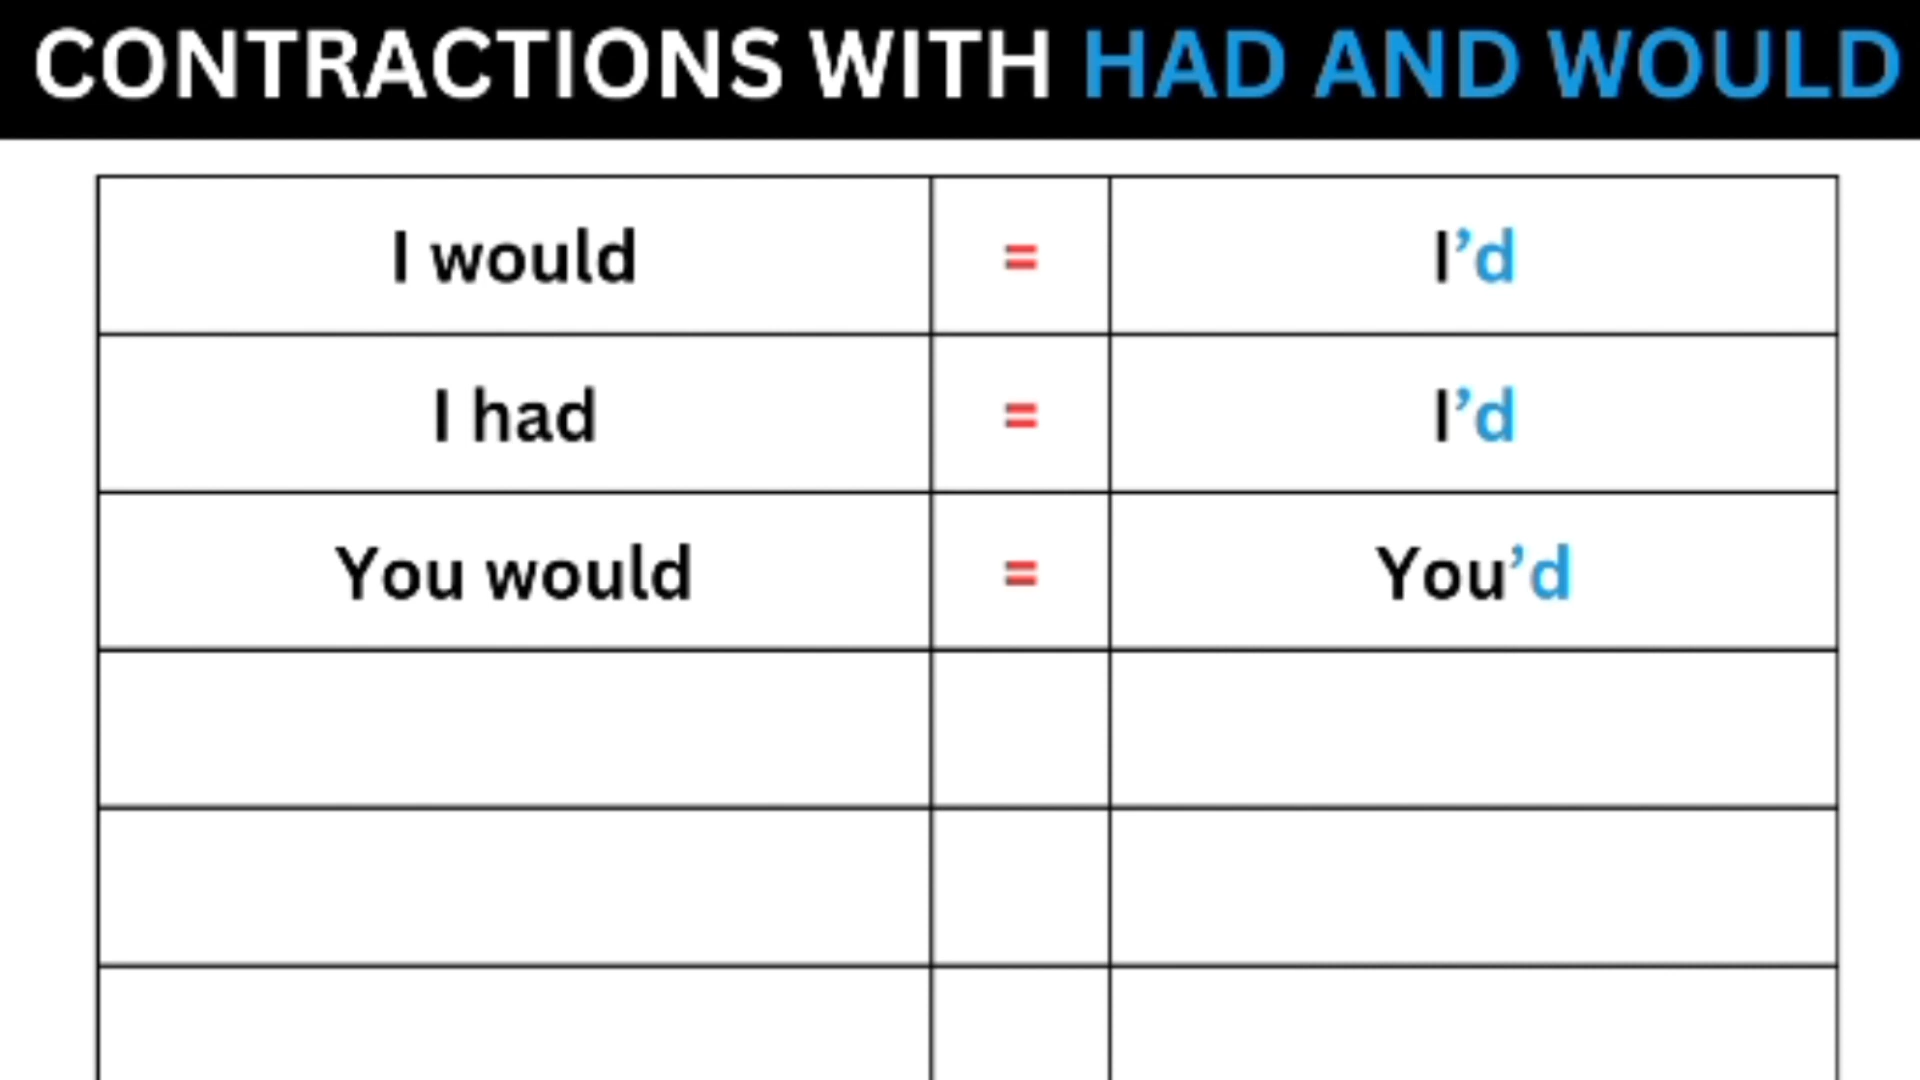 CONTRACTIONS WITH HAD AND WOULD
I would = I’d
I had = I’d
You would = You’d